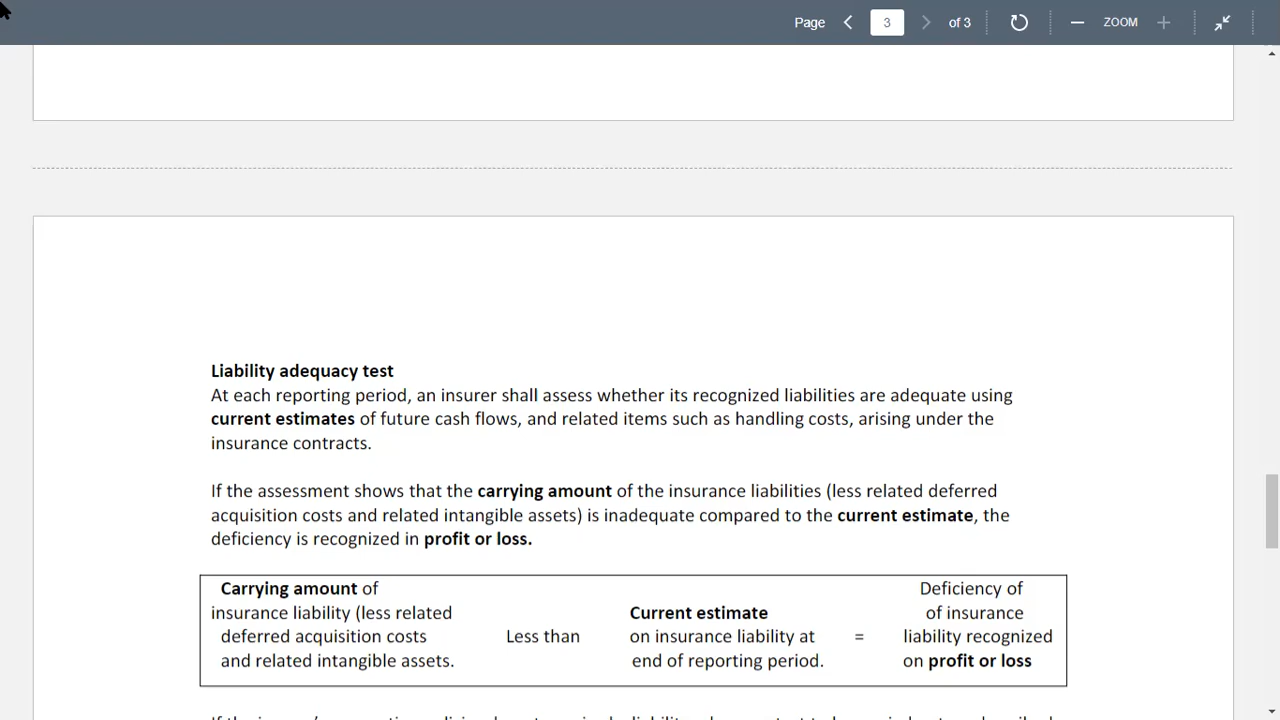 Page 3 of 3 ZOOM
Liability adequacy test
At each reporting period, an insurer shall assess whether its recognized liabilities are adequate using
current estimates of future cash flows, and related items such as handling costs, arising under the
insurance contracts.
If the assessment shows that the carrying amount of the insurance liabilities (less related deferred
acquisition costs and related intangible assets) is inadequate compared to the current estimate, the
deficiency is recognized in profit or loss.
Carrying amount of Deficiency of
insurance liability (less related Current estimate of insurance
deferred acquisition costs Less than on insurance liability at = liability recognized
and related intangible assets. end of reporting period. on profit or loss